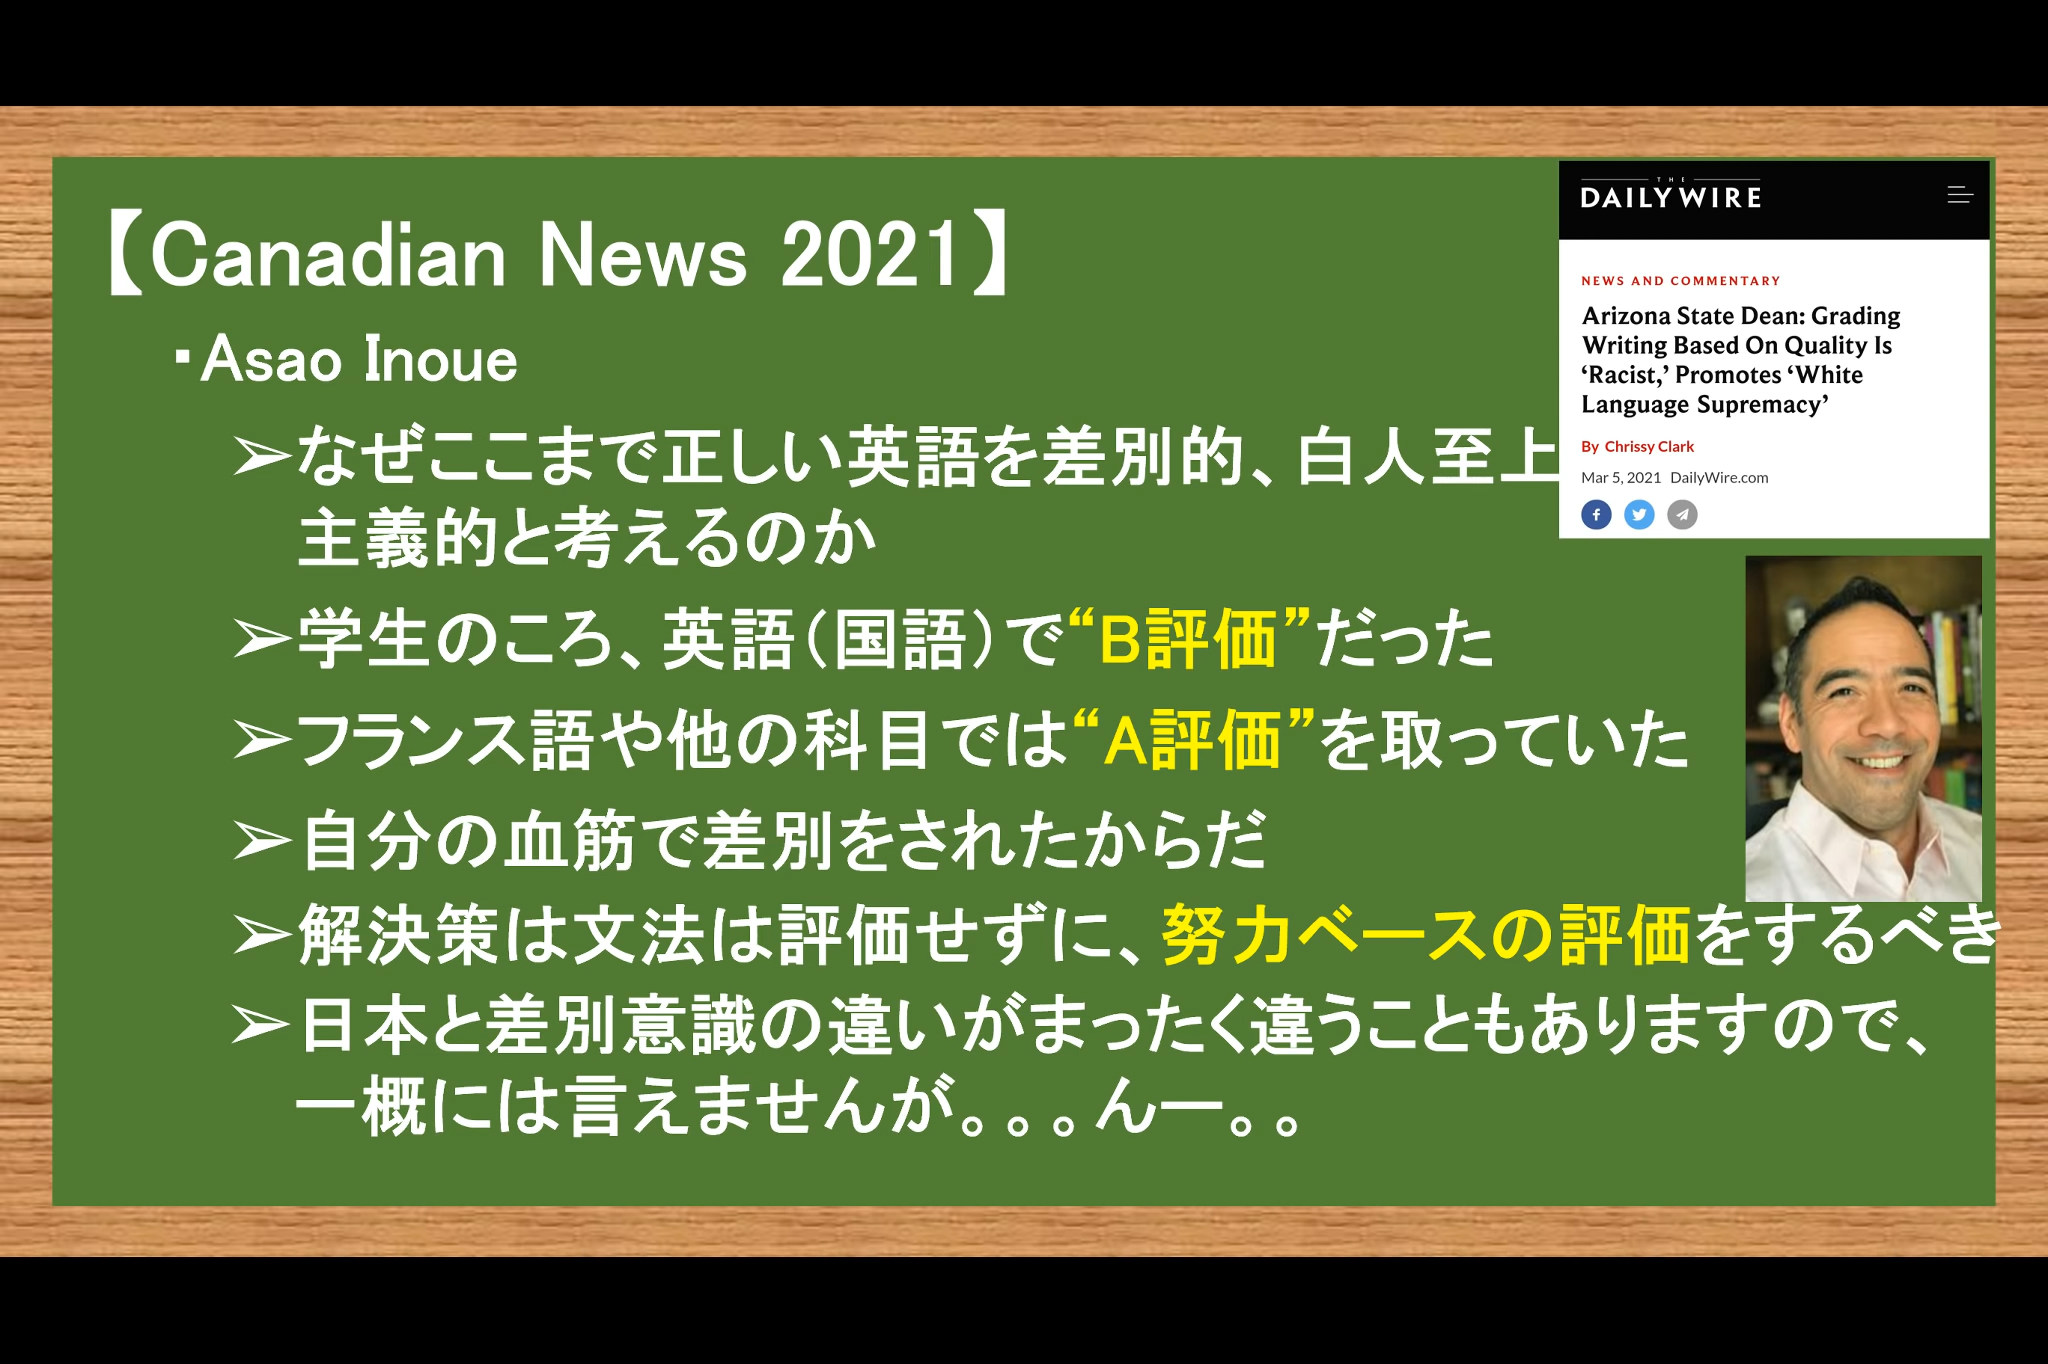 【Canadian News 2021】
・Asao Inoue
➢なぜここまで正しい英語を差別的、白人至上
主義的と考えるのか
➢学生のころ、英語（国語）で“B評価”だった
➢フランス語や他の科目では“A評価”を取っていた
➢自分の血筋で差別をされたからだ
➢解決策は文法は評価せずに、努力ベースの評価をするべき
➢日本と差別意識の違いがまったく違うこともありますので、
一概には言えませんが。。。んー。。
THE
DAILY WIRE
NEWS AND COMMENTARY
Arizona State Dean: Grading
Writing Based On Quality Is
‘Racist,’ Promotes ‘White
Language Supremacy’
By Chrissy Clark
Mar 5, 2021 DailyWire.com